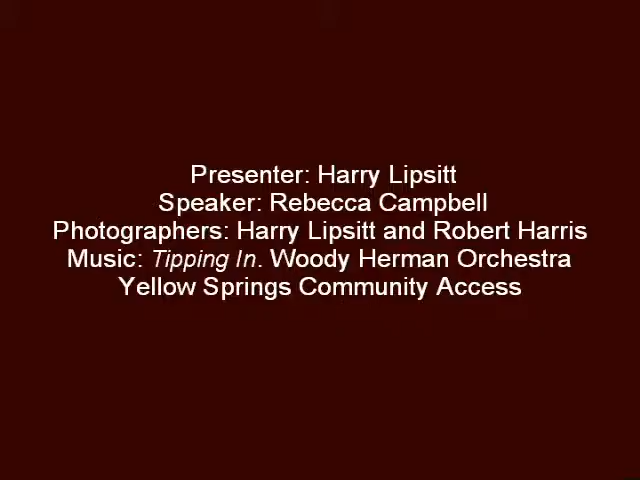 Presenter: Harry Lipsitt
Speaker: Rebecca Campbell
Photographers: Harry Lipsitt and Robert Harris
Music: Tipping In. Woody Herman Orchestra
Yellow Springs Community Access